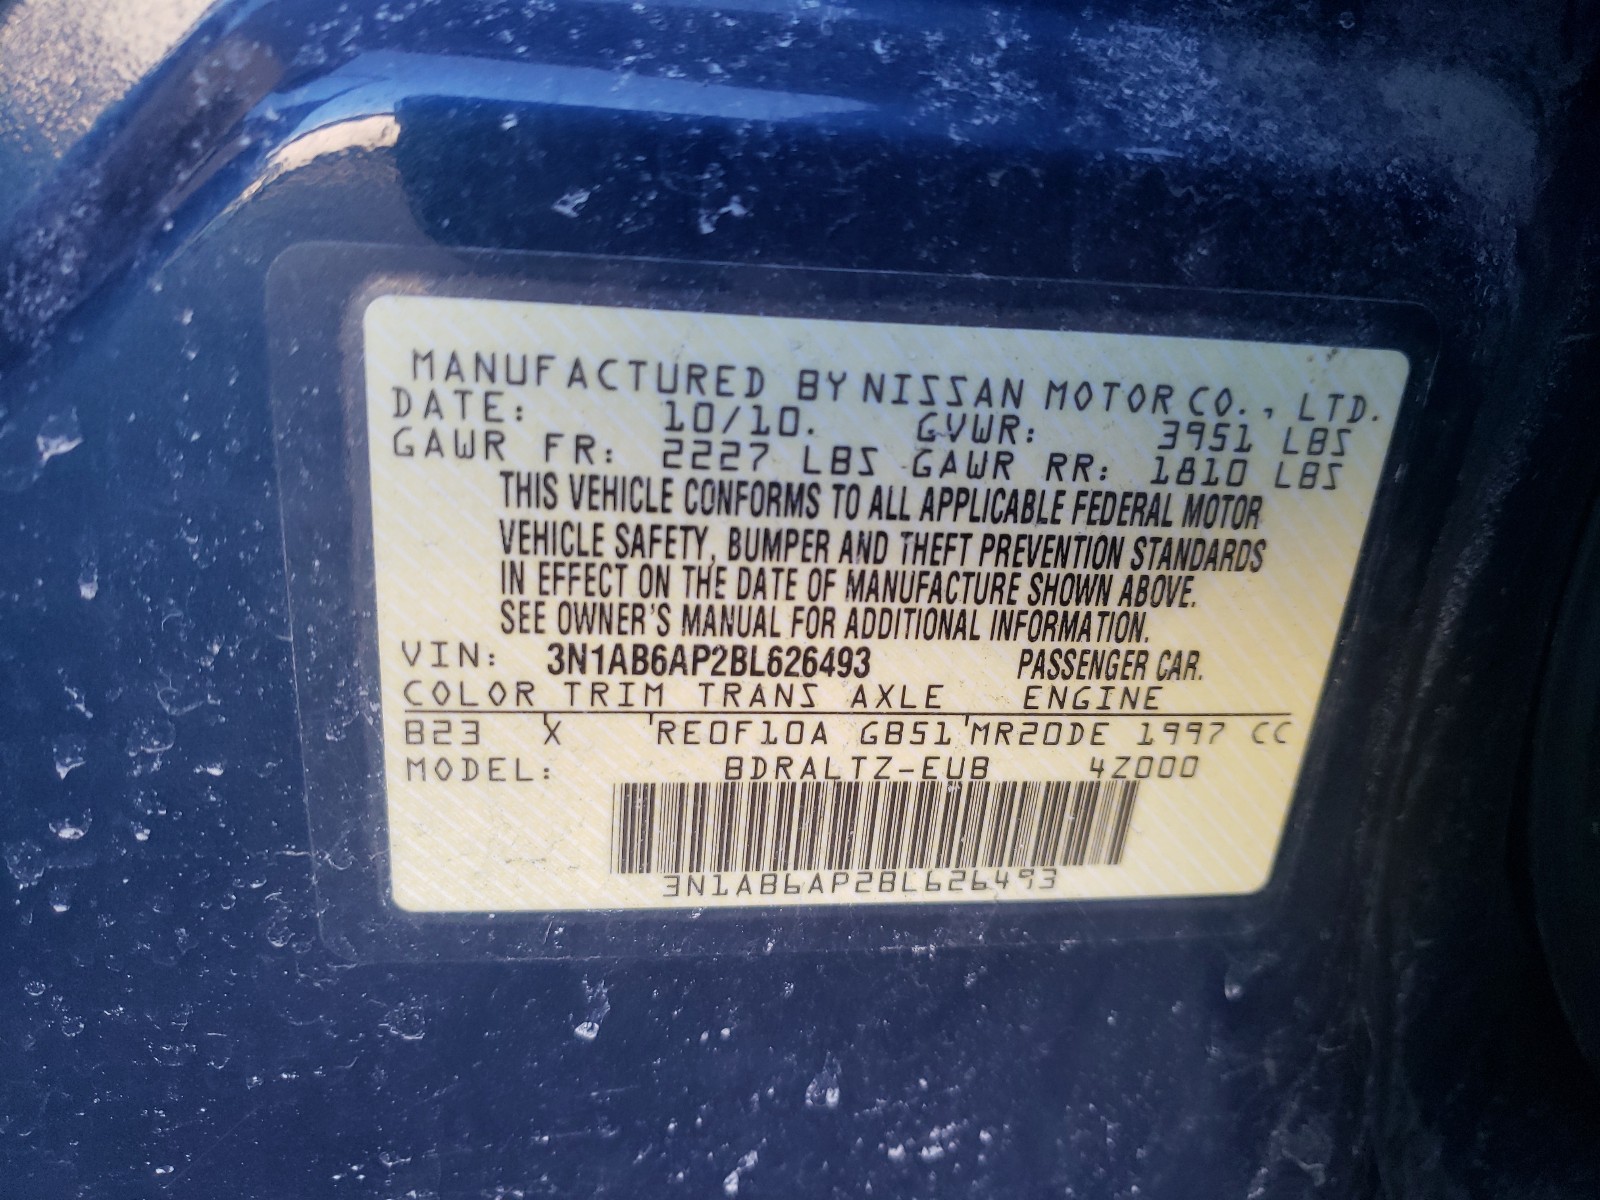 MANUFACTURED BY NISSAN MOTOR CO., LTD.
DATE: 10/10. GVWR: 3951 LBS
GAWR FR: 2227 LBS GAWR RR: 1810 LBS
THIS VEHICLE CONFORMS TO ALL APPLICABLE FEDERAL MOTOR
VEHICLE SAFETY, BUMPER AND THEFT PREVENTION STANDARDS
IN EFFECT ON THE DATE OF MANUFACTURE SHOWN ABOVE.
SEE OWNER'S MANUAL FOR ADDITIONAL INFORMATION.
VIN: 3N1AB6AP2BL626493 PASSENGER CAR.
COLOR TRIM TRANS AXLE ENGINE
B23 X RE0F10A GB51 MR20DE 1997 CC
MODEL: BDRALTZ-EUB 4Z000
3N1AB6AP2BL626493